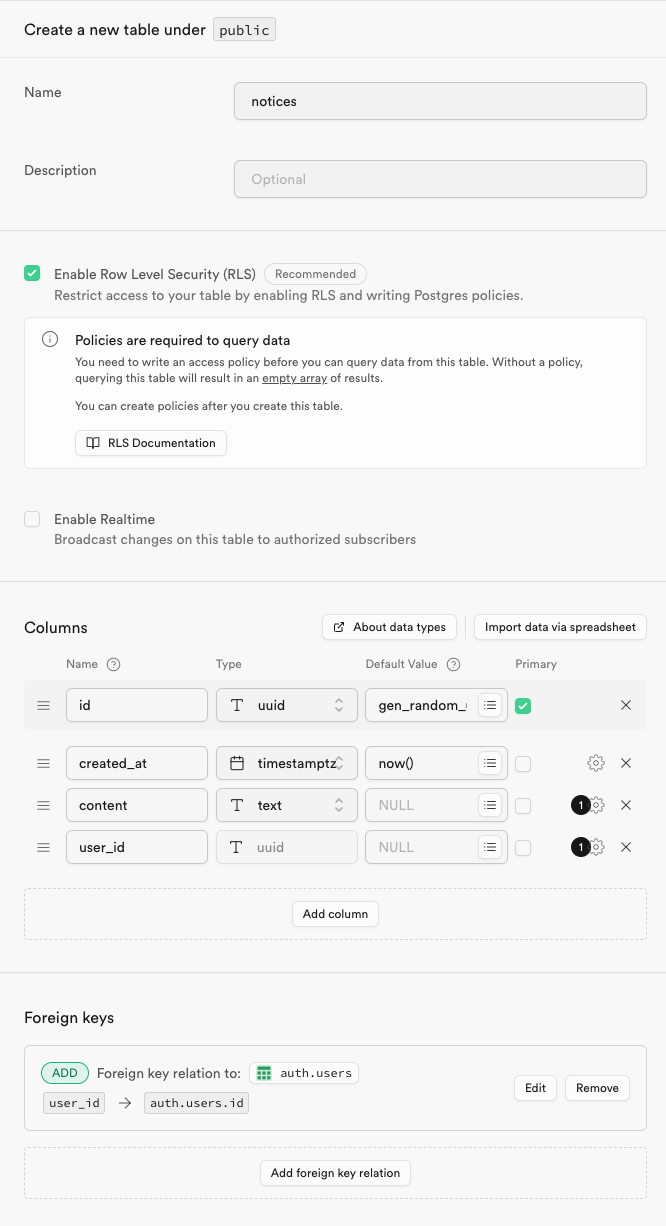 Create a new table under public
Name
notices
Description
Optional
Enable Row Level Security (RLS) Recommended
Restrict access to your table by enabling RLS and writing Postgres policies.
Policies are required to query data
You need to write an access policy before you can query data from this table. Without a policy,
querying this table will result in an empty array of results.
You can create policies after you create this table.
RLS Documentation
Enable Realtime
Broadcast changes on this table to authorized subscribers
Columns About data types Import data via spreadsheet
Name Type Default Value Primary
id uuid gen_random_
created_at timestamptz now()
content text NULL 1
user_id uuid NULL 1
Add column
Foreign keys
ADD Foreign key relation to: auth.users
user_id → auth.users.id
Edit Remove
Add foreign key relation